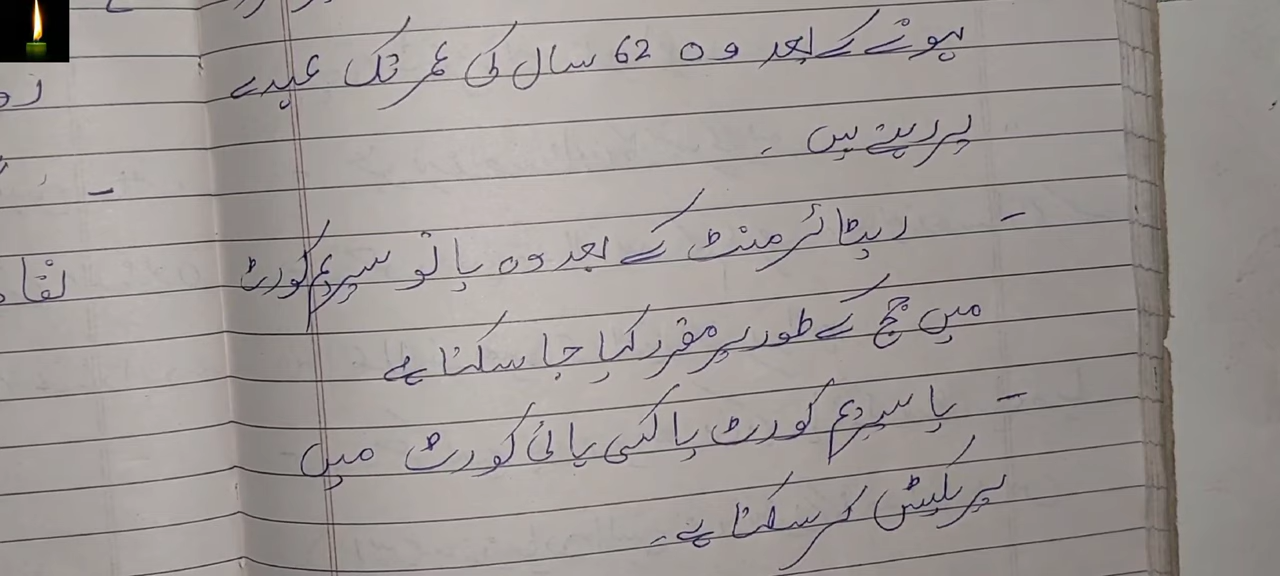 ہونے کے بعد وہ 62 سال کی عمر تک عہدے
پر رہتے ہیں ۔
- ریٹائرمنٹ کے بعد وہ یا تو سپریم کورٹ
میں جج کے طور پر مقرر کیا جا سکتا ہے
- یا سپریم کورٹ یا کسی ہائی کورٹ میں
پریکٹس کر سکتا ہے۔